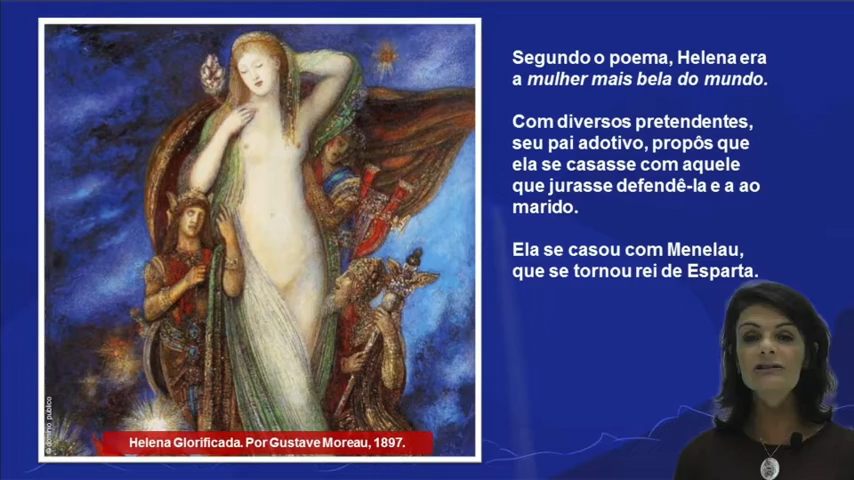 Segundo o poema, Helena era
a mulher mais bela do mundo.
Com diversos pretendentes,
seu pai adotivo, propôs que
ela se casasse com aquele
que jurasse defendê-la e a ao
marido.
Ela se casou com Menelau,
que se tornou rei de Esparta.
© domínio público
Helena Glorificada. Por Gustave Moreau, 1897.